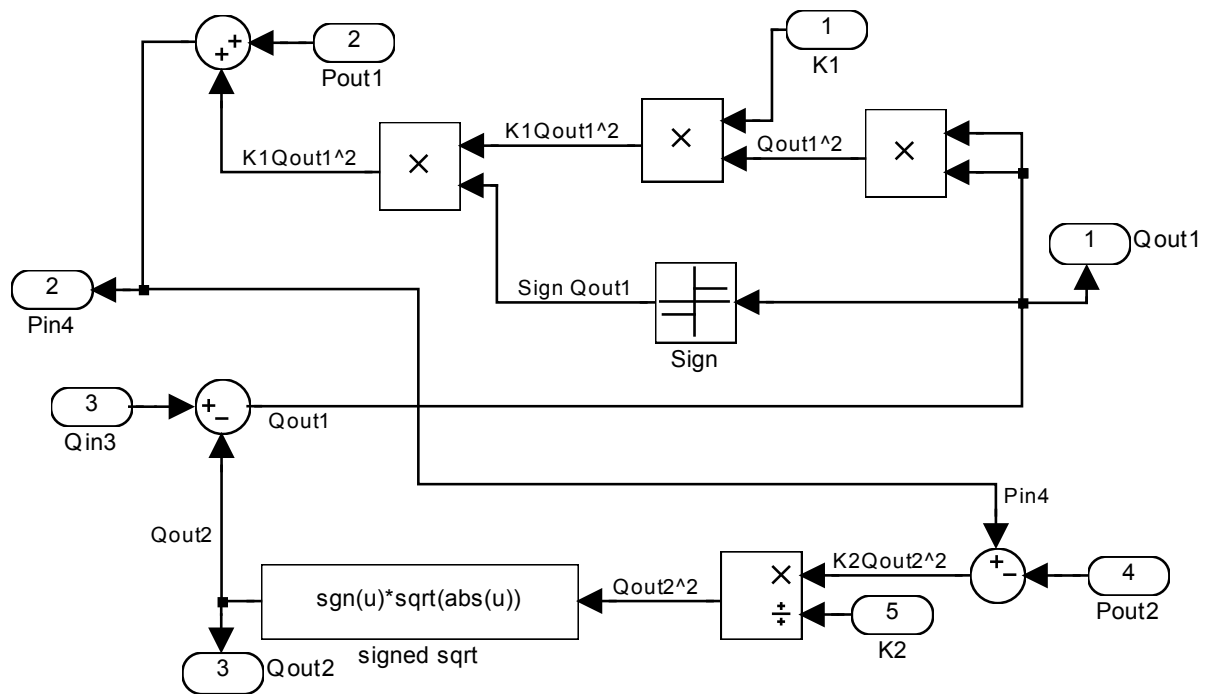 1
K1
2
Pout1
+
+
K1Qout1^2
×
K1Qout1^2
×
Qout1^2
×
1
Qout1
Sign Qout1
Sign
2
Pin4
3
Qin3
+
−
Qout1
Pin4
Qout2
K2Qout2^2
+
−
4
Pout2
Qout2^2
×
÷
5
K2
sgn(u)*sqrt(abs(u))
signed sqrt
3
Qout2